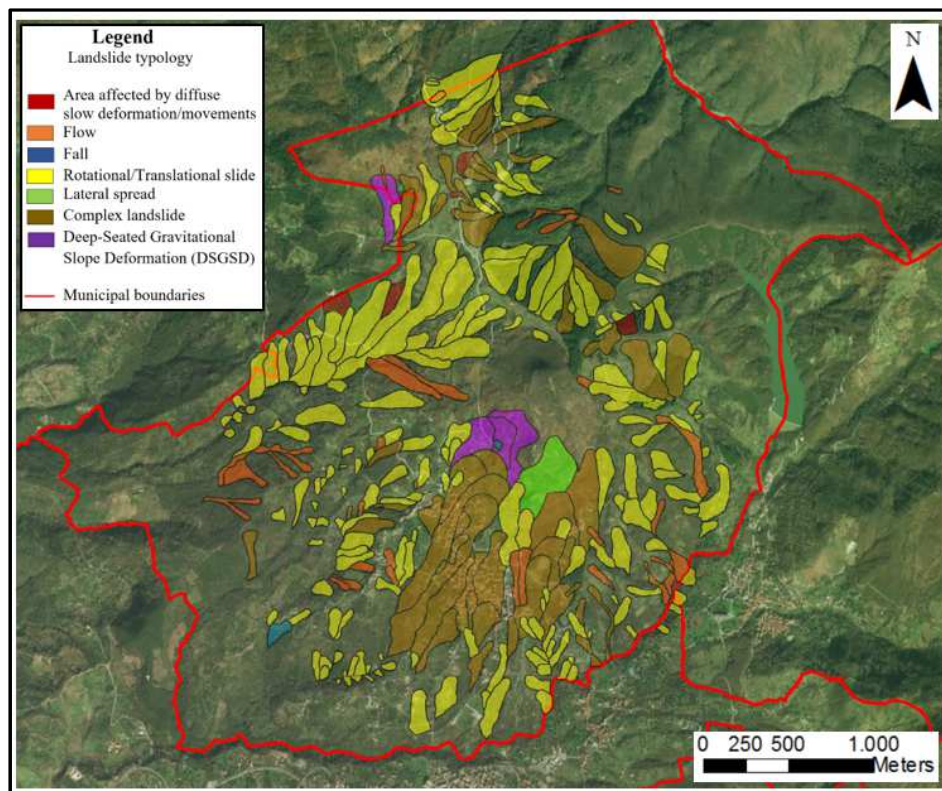 Legend
Landslide typology
Area affected by diffuse
slow deformation/movements
Flow
Fall
Rotational/Translational slide
Lateral spread
Complex landslide
Deep-Seated Gravitational
Slope Deformation (DSGSD)
Municipal boundaries
N
0 250 500 1.000
Meters